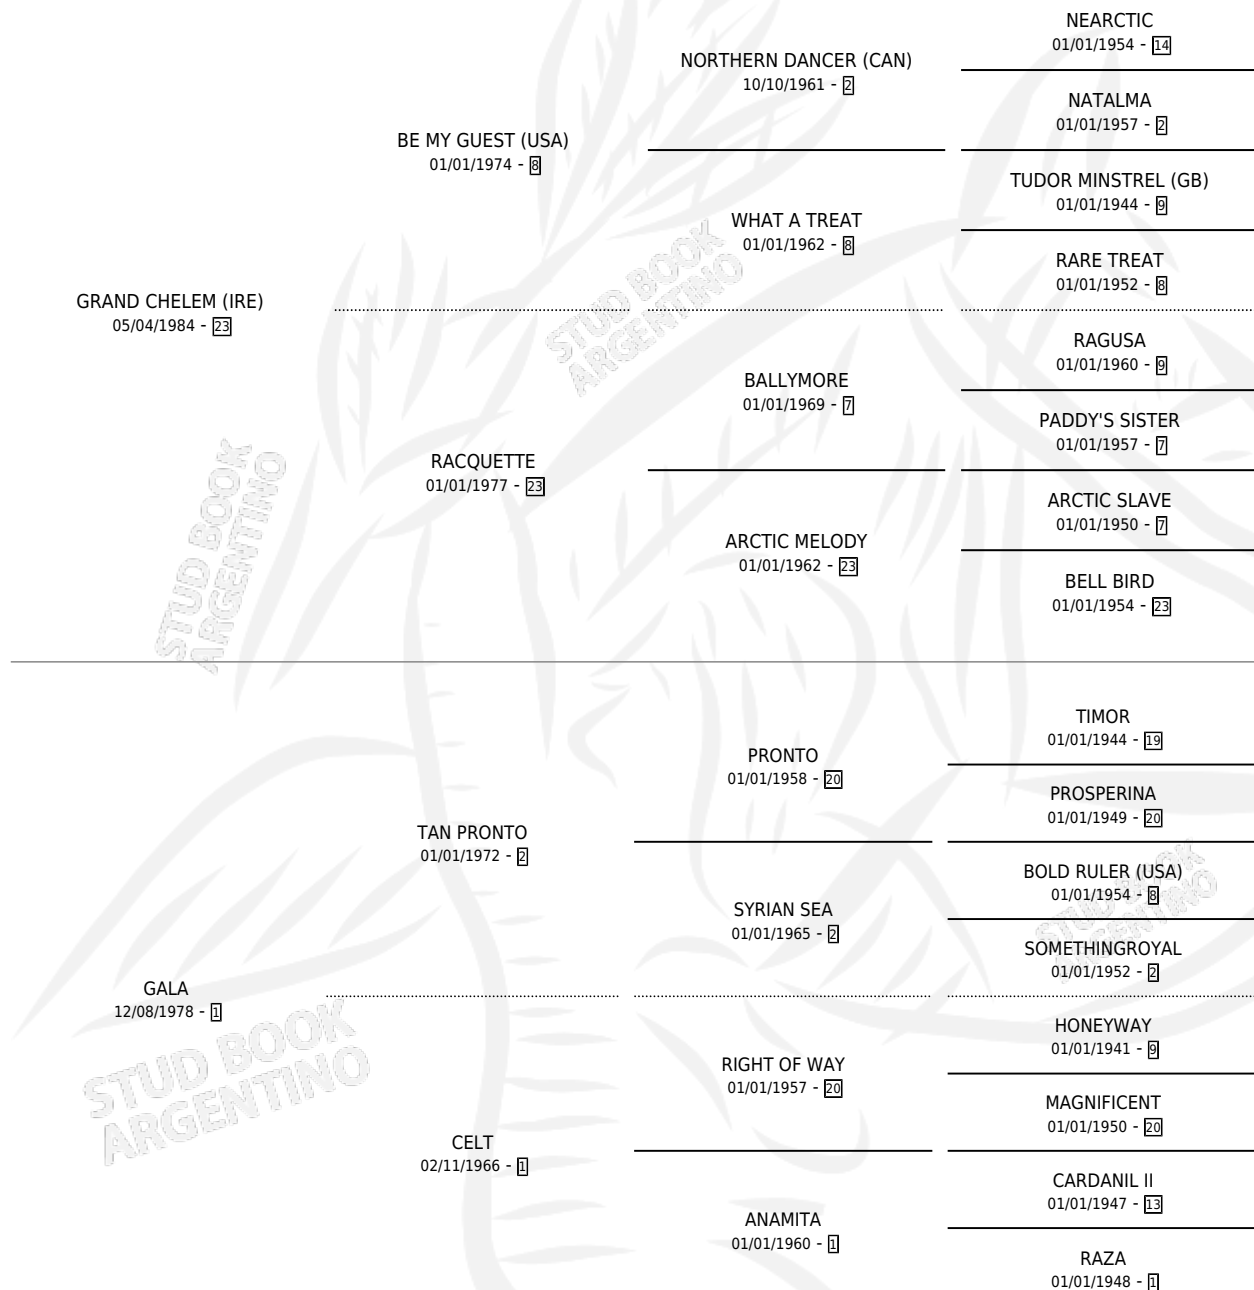 GRAND CHELEM (IRE)
05/04/1984 - 23
BE MY GUEST (USA)
01/01/1974 - 8
RACQUETTE
01/01/1977 - 23
NORTHERN DANCER (CAN)
10/10/1961 - 2
WHAT A TREAT
01/01/1962 - 8
BALLYMORE
01/01/1969 - 7
ARCTIC MELODY
01/01/1962 - 23
NEARCTIC
01/01/1954 - 14
NATALMA
01/01/1957 - 2
TUDOR MINSTREL (GB)
01/01/1944 - 9
RARE TREAT
01/01/1952 - 8
RAGUSA
01/01/1960 - 9
PADDY'S SISTER
01/01/1957 - 7
ARCTIC SLAVE
01/01/1950 - 7
BELL BIRD
01/01/1954 - 23
GALA
12/08/1978 - 1
TAN PRONTO
01/01/1972 - 2
CELT
02/11/1966 - 1
PRONTO
01/01/1958 - 20
SYRIAN SEA
01/01/1965 - 2
RIGHT OF WAY
01/01/1957 - 20
ANAMITA
01/01/1960 - 1
TIMOR
01/01/1944 - 19
PROSPERINA
01/01/1949 - 20
BOLD RULER (USA)
01/01/1954 - 8
SOMETHINGROYAL
01/01/1952 - 2
HONEYWAY
01/01/1941 - 9
MAGNIFICENT
01/01/1950 - 20
CARDANIL II
01/01/1947 - 13
RAZA
01/01/1948 - 1
STUD BOOK
ARGENTINO
STUD BOOK
ARGENTINO
STUD BOOK
ARGENTINO
STUD BOOK
ARGENTINO